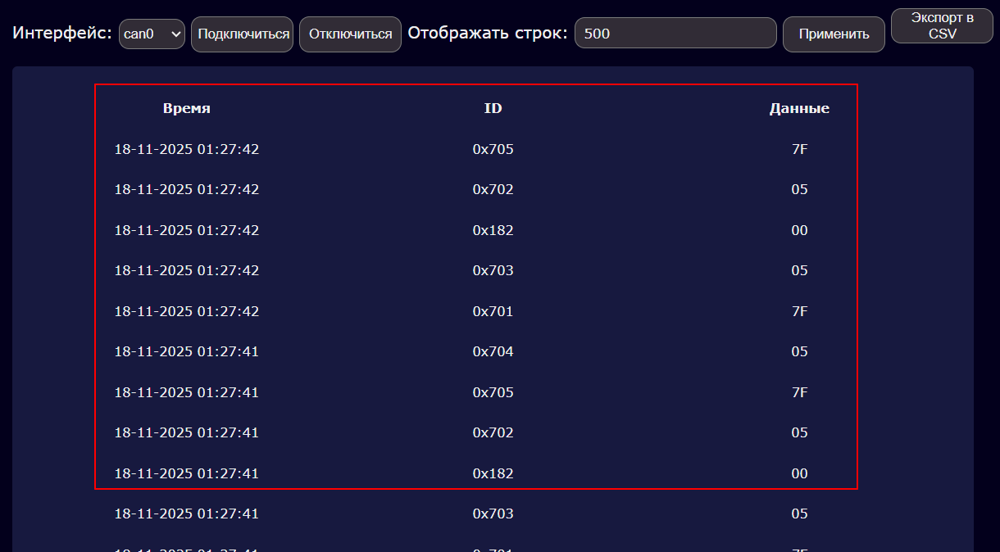 Интерфейс: can0 Подключиться Отключиться Отображать строк: 500 Применить Экспорт в
CSV
Время ID Данные
18-11-2025 01:27:42 0x705 7F
18-11-2025 01:27:42 0x702 05
18-11-2025 01:27:42 0x182 00
18-11-2025 01:27:42 0x703 05
18-11-2025 01:27:42 0x701 7F
18-11-2025 01:27:41 0x704 05
18-11-2025 01:27:41 0x705 7F
18-11-2025 01:27:41 0x702 05
18-11-2025 01:27:41 0x182 00
18-11-2025 01:27:41 0x703 05